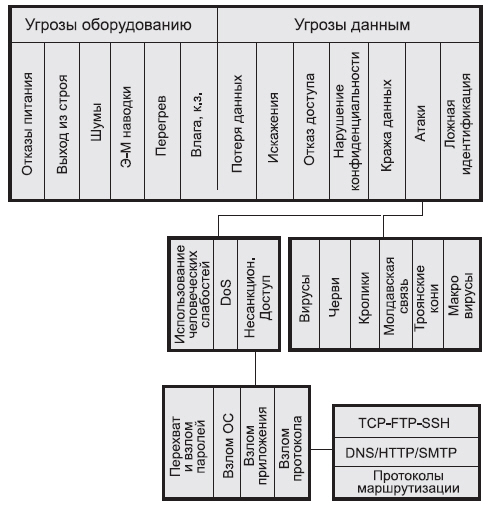 Угрозы оборудованию
Угрозы данным
Отказы питания
Выход из строя
Шумы
Э-М наводки
Перегрев
Влага, к.з.
Потеря данных
Искажения
Отказ доступа
Нарушение
конфиденциальности
Кража данных
Атаки
Ложная
идентификация
Использование
человеческих
слабостей
DoS
Несанкцион.
Доступ
Вирусы
Черви
Кролики
Молдавская
связь
Троянские
кони
Макро
вирусы
Перехват
и взлом
паролей
Взлом ОС
Взлом
приложения
Взлом
протокола
TCP-FTP-SSH
DNS/HTTP/SMTP
Протоколы
маршрутизации